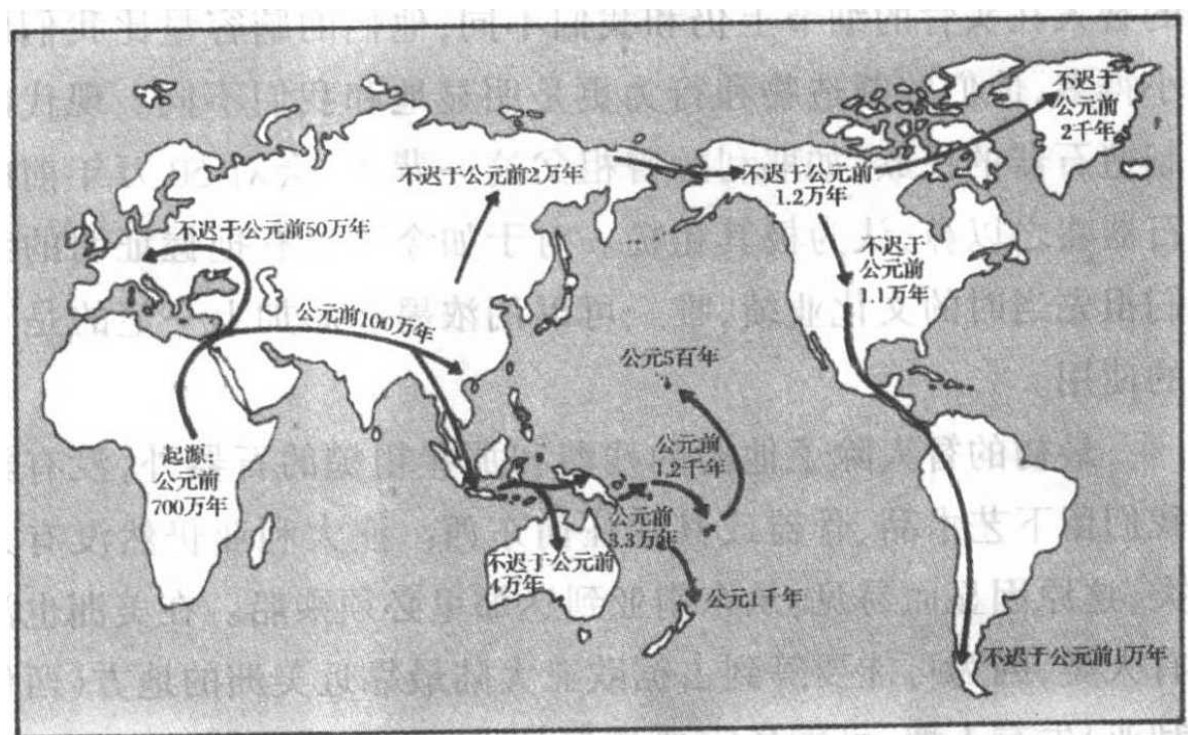 不迟于
公元前
2千年
不迟于公元前2万年
不迟于公元前
1.2万年
不迟于公元前50万年
不迟于
公元前
1.1万年
公元前100万年
公元5百年
起源:
公元前
700万年
公元前
1.2千年
公元前
3.3万年
不迟于公元前
4万年
公元1千年
不迟于公元前1万年